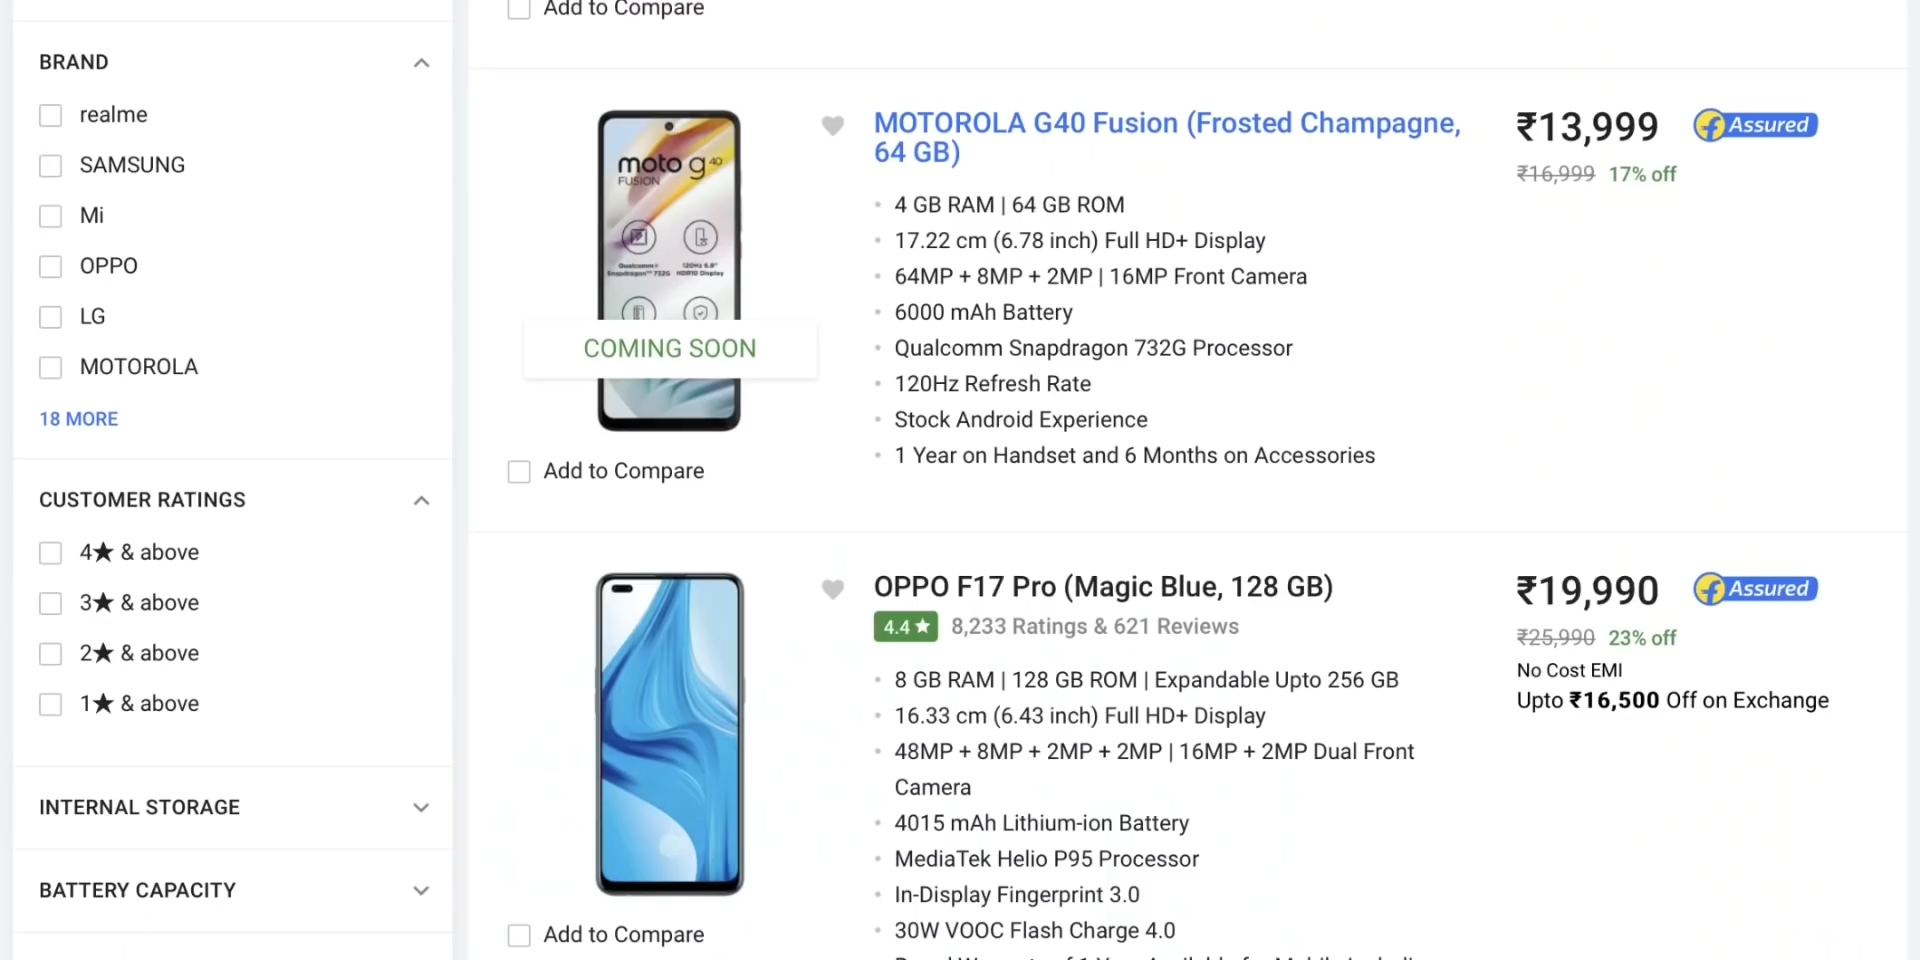 Add to Compare
BRAND
realme
SAMSUNG
Mi
OPPO
LG
MOTOROLA
18 MORE
CUSTOMER RATINGS
4★ & above
3★ & above
2★ & above
1★ & above
INTERNAL STORAGE
BATTERY CAPACITY
moto g 40
FUSION
Qualcomm®
Snapdragon™ 732G
120Hz 6.8"
HDR10 Display
COMING SOON
Add to Compare
MOTOROLA G40 Fusion (Frosted Champagne,
64 GB)
4 GB RAM | 64 GB ROM
17.22 cm (6.78 inch) Full HD+ Display
64MP + 8MP + 2MP | 16MP Front Camera
6000 mAh Battery
Qualcomm Snapdragon 732G Processor
120Hz Refresh Rate
Stock Android Experience
1 Year on Handset and 6 Months on Accessories
₹13,999 Assured
₹16,999 17% off
Add to Compare
OPPO F17 Pro (Magic Blue, 128 GB)
4.4★ 8,233 Ratings & 621 Reviews
8 GB RAM | 128 GB ROM | Expandable Upto 256 GB
16.33 cm (6.43 inch) Full HD+ Display
48MP + 8MP + 2MP + 2MP | 16MP + 2MP Dual Front
Camera
4015 mAh Lithium-ion Battery
MediaTek Helio P95 Processor
In-Display Fingerprint 3.0
30W VOOC Flash Charge 4.0
₹19,990 Assured
₹25,990 23% off
No Cost EMI
Upto ₹16,500 Off on Exchange